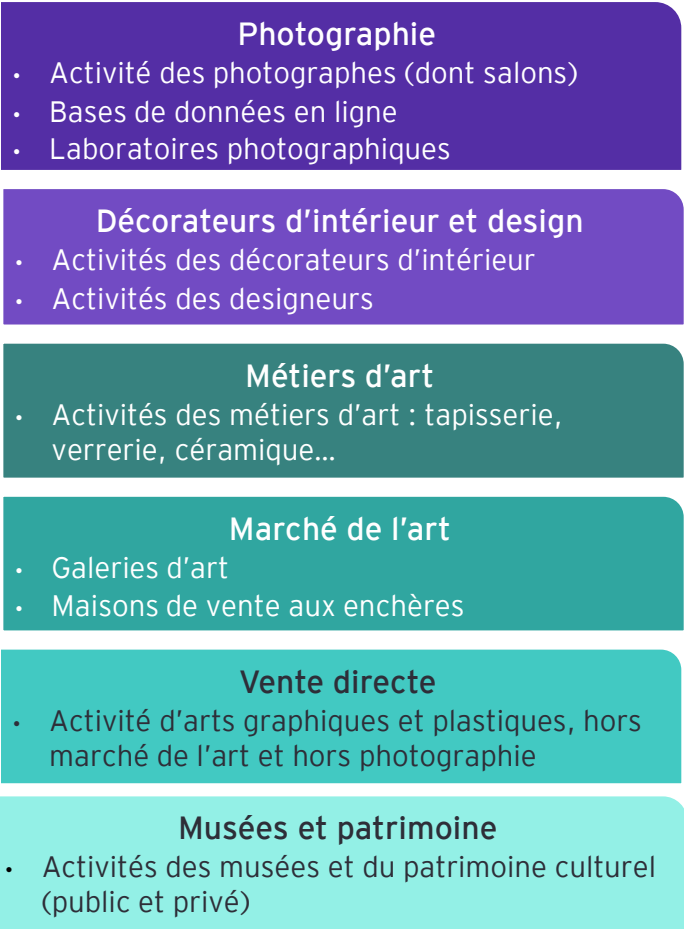 Photographie
• Activité des photographes (dont salons)
• Bases de données en ligne
• Laboratoires photographiques
Décorateurs d'intérieur et design
• Activités des décorateurs d'intérieur
• Activités des designeurs
Métiers d'art
• Activités des métiers d'art : tapisserie,
verrerie, céramique...
Marché de l'art
• Galeries d'art
• Maisons de vente aux enchères
Vente directe
• Activité d'arts graphiques et plastiques, hors
marché de l'art et hors photographie
Musées et patrimoine
• Activités des musées et du patrimoine culturel
(public et privé)